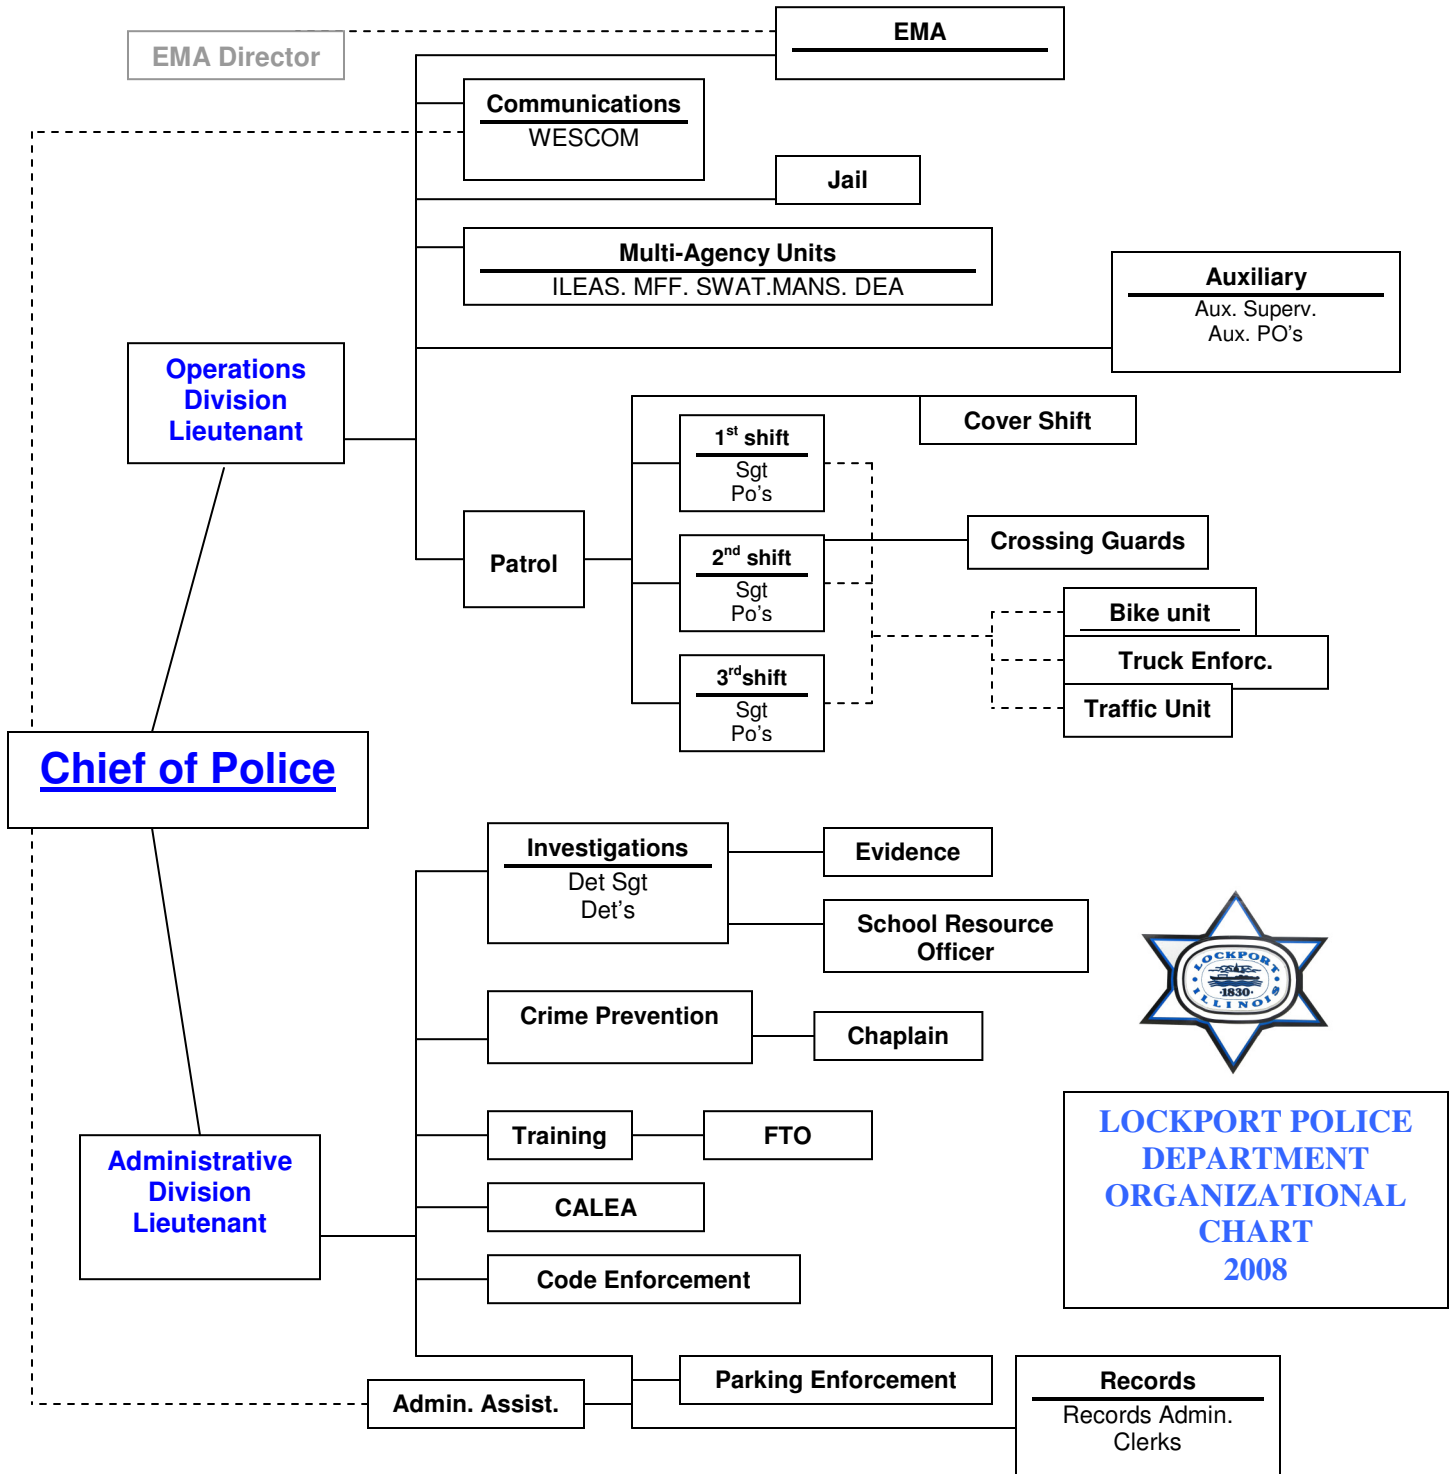 EMA
EMA Director
Communications
WESCOM
Jail
Multi-Agency Units
ILEAS. MFF. SWAT.MANS. DEA
Auxiliary
Aux. Superv.
Aux. PO's
Operations
Division
Lieutenant
Cover Shift
1st shift
Sgt
Po's
Patrol
2nd shift
Sgt
Po's
Crossing Guards
Bike unit
Truck Enforc.
Traffic Unit
3rdshift
Sgt
Po's
Chief of Police
Investigations
Det Sgt
Det's
Evidence
School Resource
Officer
Crime Prevention
Chaplain
LOCKPORT
1830
ILLINOIS
Training
FTO
LOCKPORT POLICE
DEPARTMENT
ORGANIZATIONAL
CHART
2008
Administrative
Division
Lieutenant
CALEA
Code Enforcement
Parking Enforcement
Admin. Assist.
Records
Records Admin.
Clerks